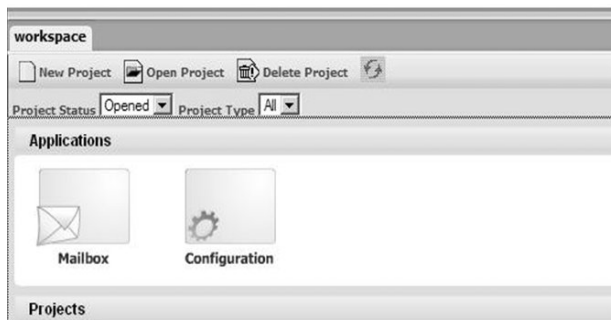 workspace
New Project Open Project Delete Project
Project Status Opened Project Type All
Applications
Mailbox Configuration
Projects